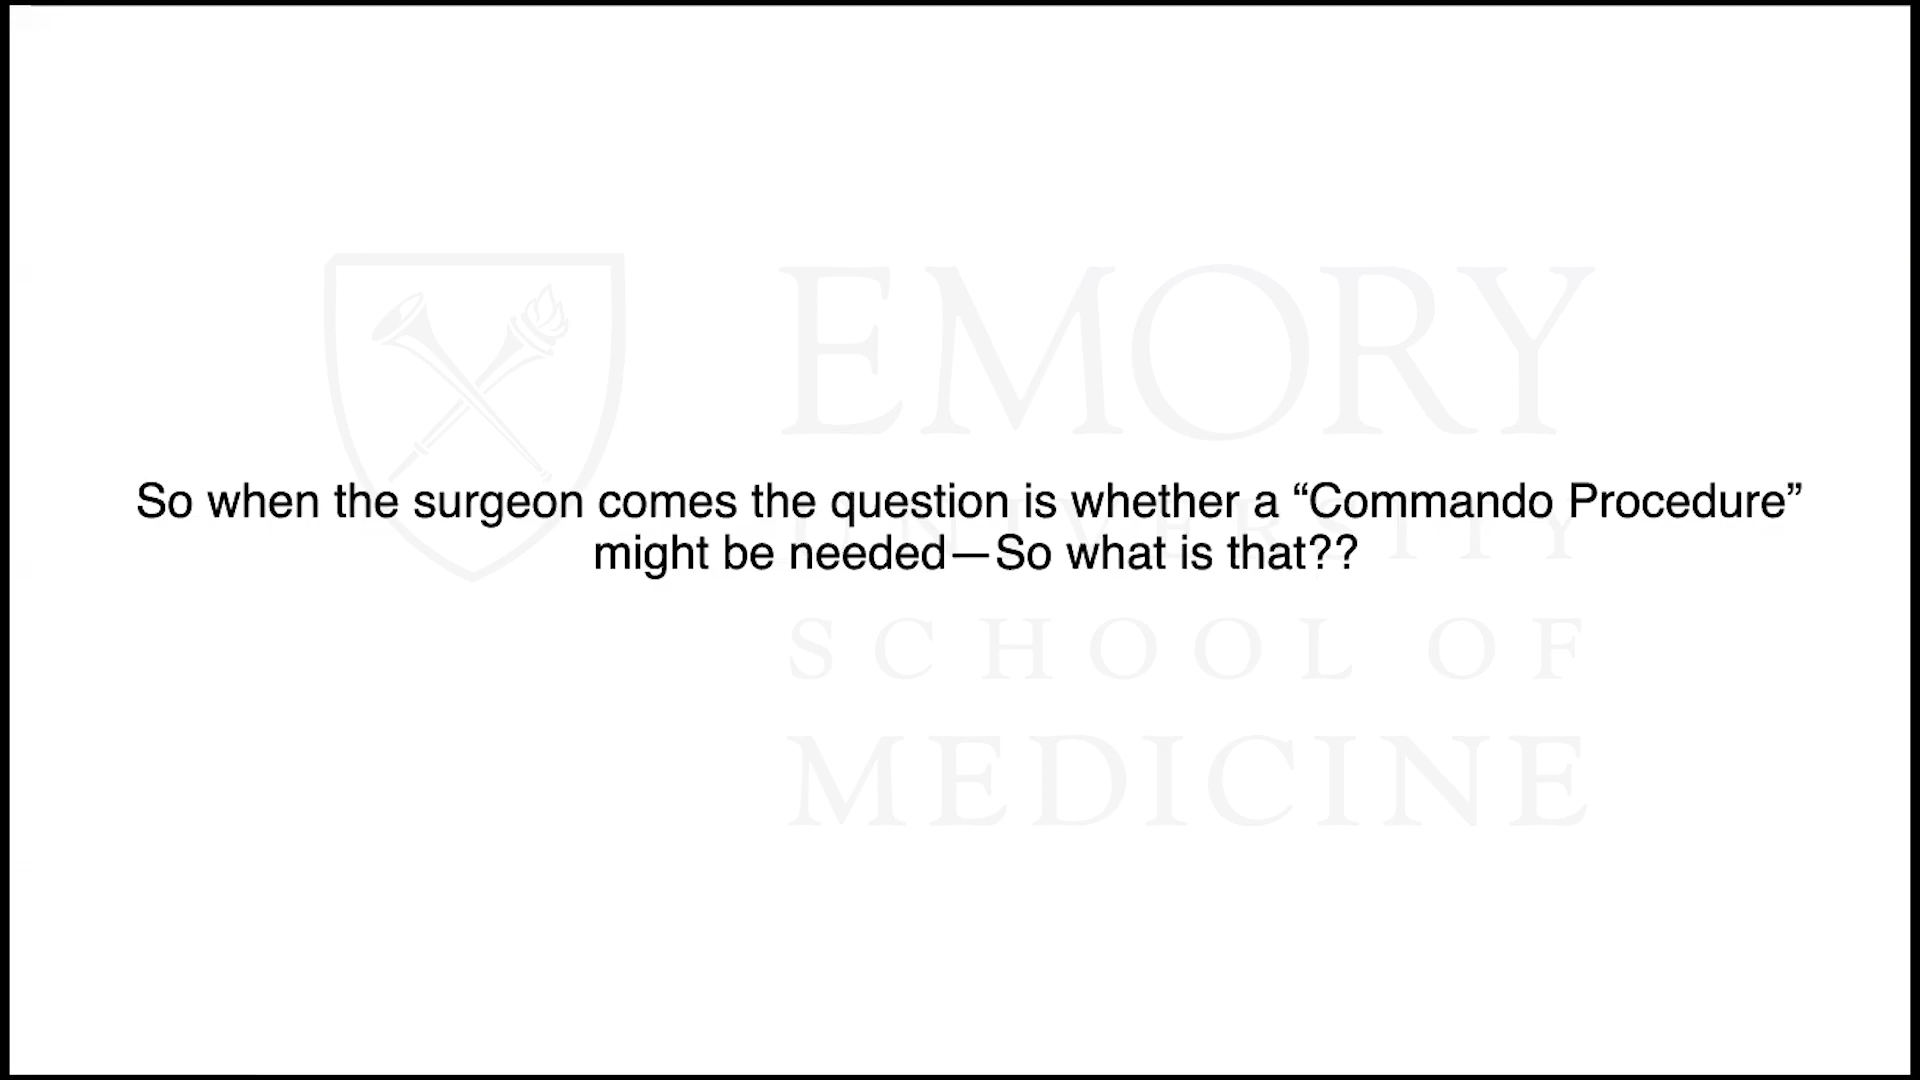 EMORY
So when the surgeon comes the question is whether a “Commando Procedure”
UNIVERSITY
might be needed—So what is that??
SCHOOL OF
MEDICINE